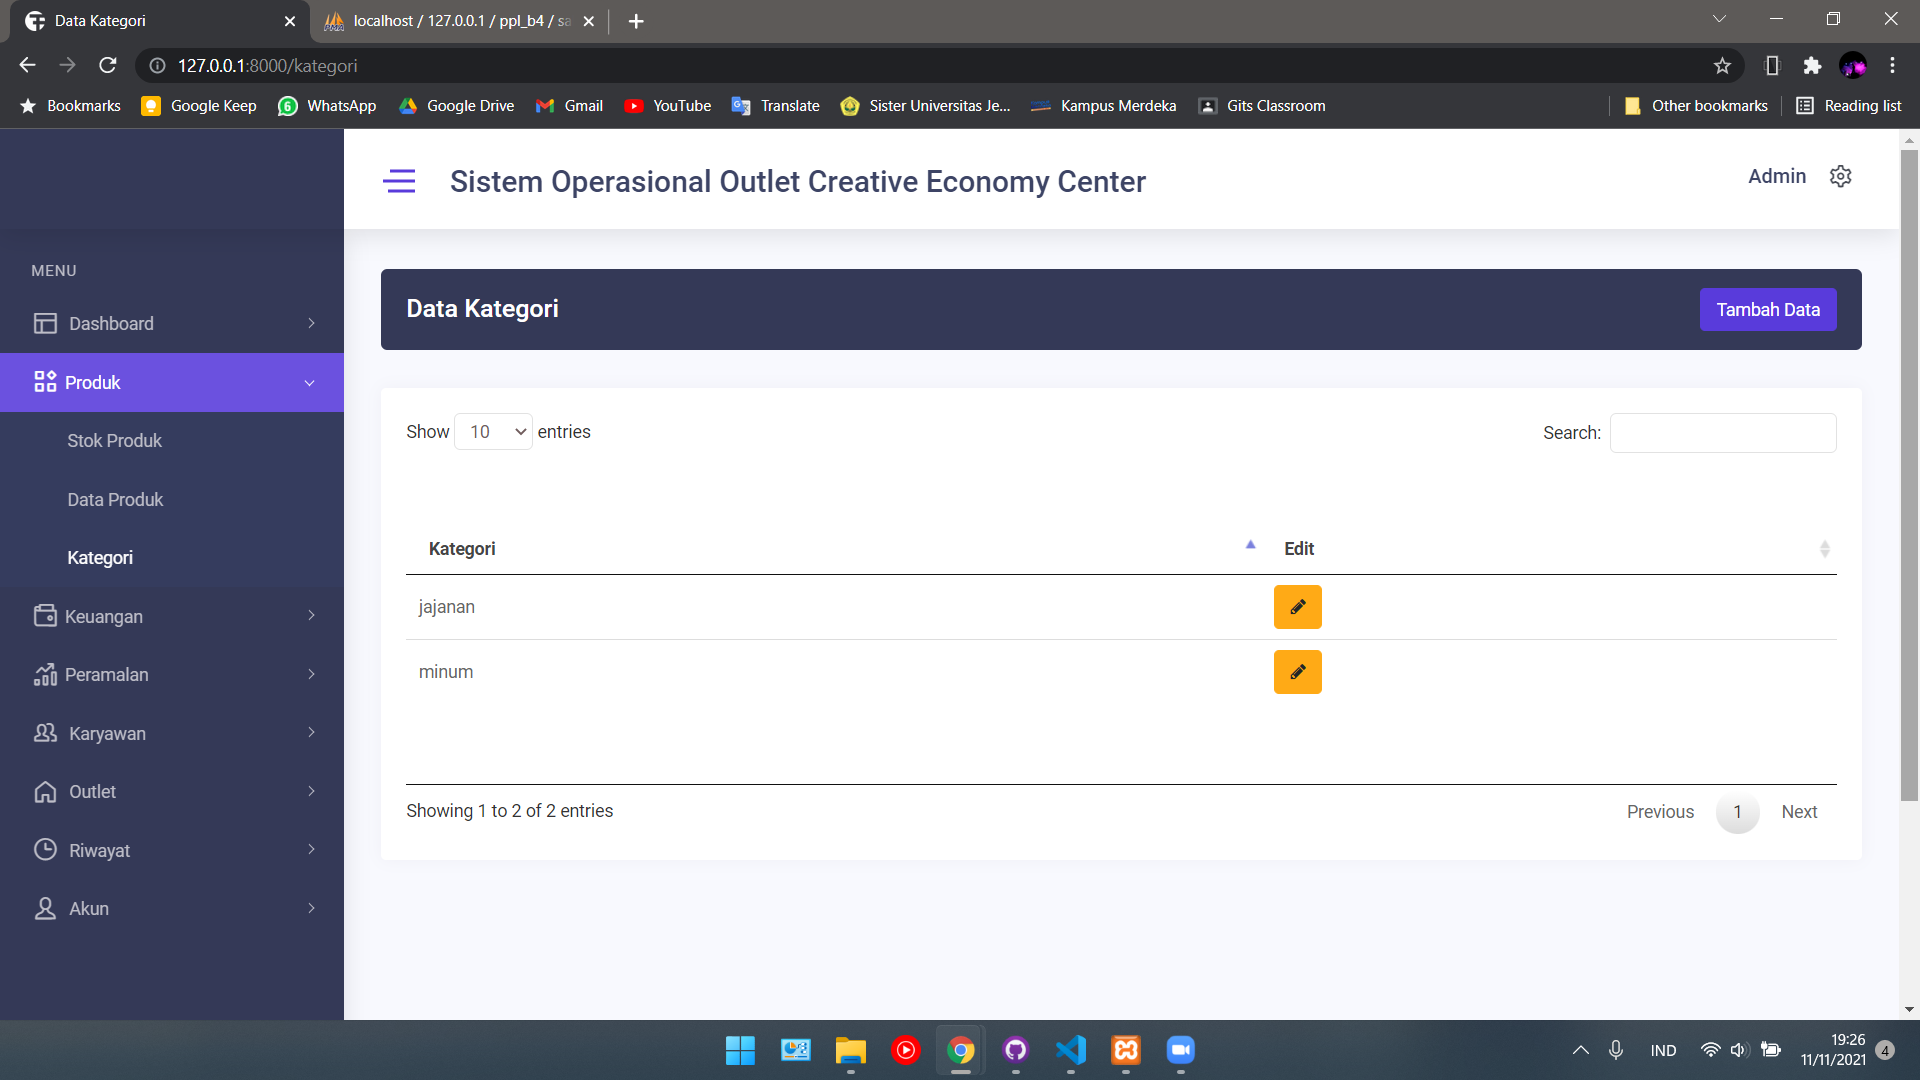 Data Kategori
localhost / 127.0.0.1 / ppl_b4 / sa
127.0.0.1:8000/kategori
Bookmarks
Google Keep
6
WhatsApp
Google Drive
Gmail
YouTube
Translate
Sister Universitas Je...
Kampus Merdeka
Gits Classroom
Other bookmarks
Reading list
Sistem Operasional Outlet Creative Economy Center
Admin
MENU
Dashboard
Produk
Stok Produk
Data Produk
Kategori
Keuangan
Peramalan
Karyawan
Outlet
Riwayat
Akun
Data Kategori
Tambah Data
Show 10 entries
Search:
Kategori
Edit
jajanan
minum
Showing 1 to 2 of 2 entries
Previous
1
Next
IND
19:26
11/11/2021
4